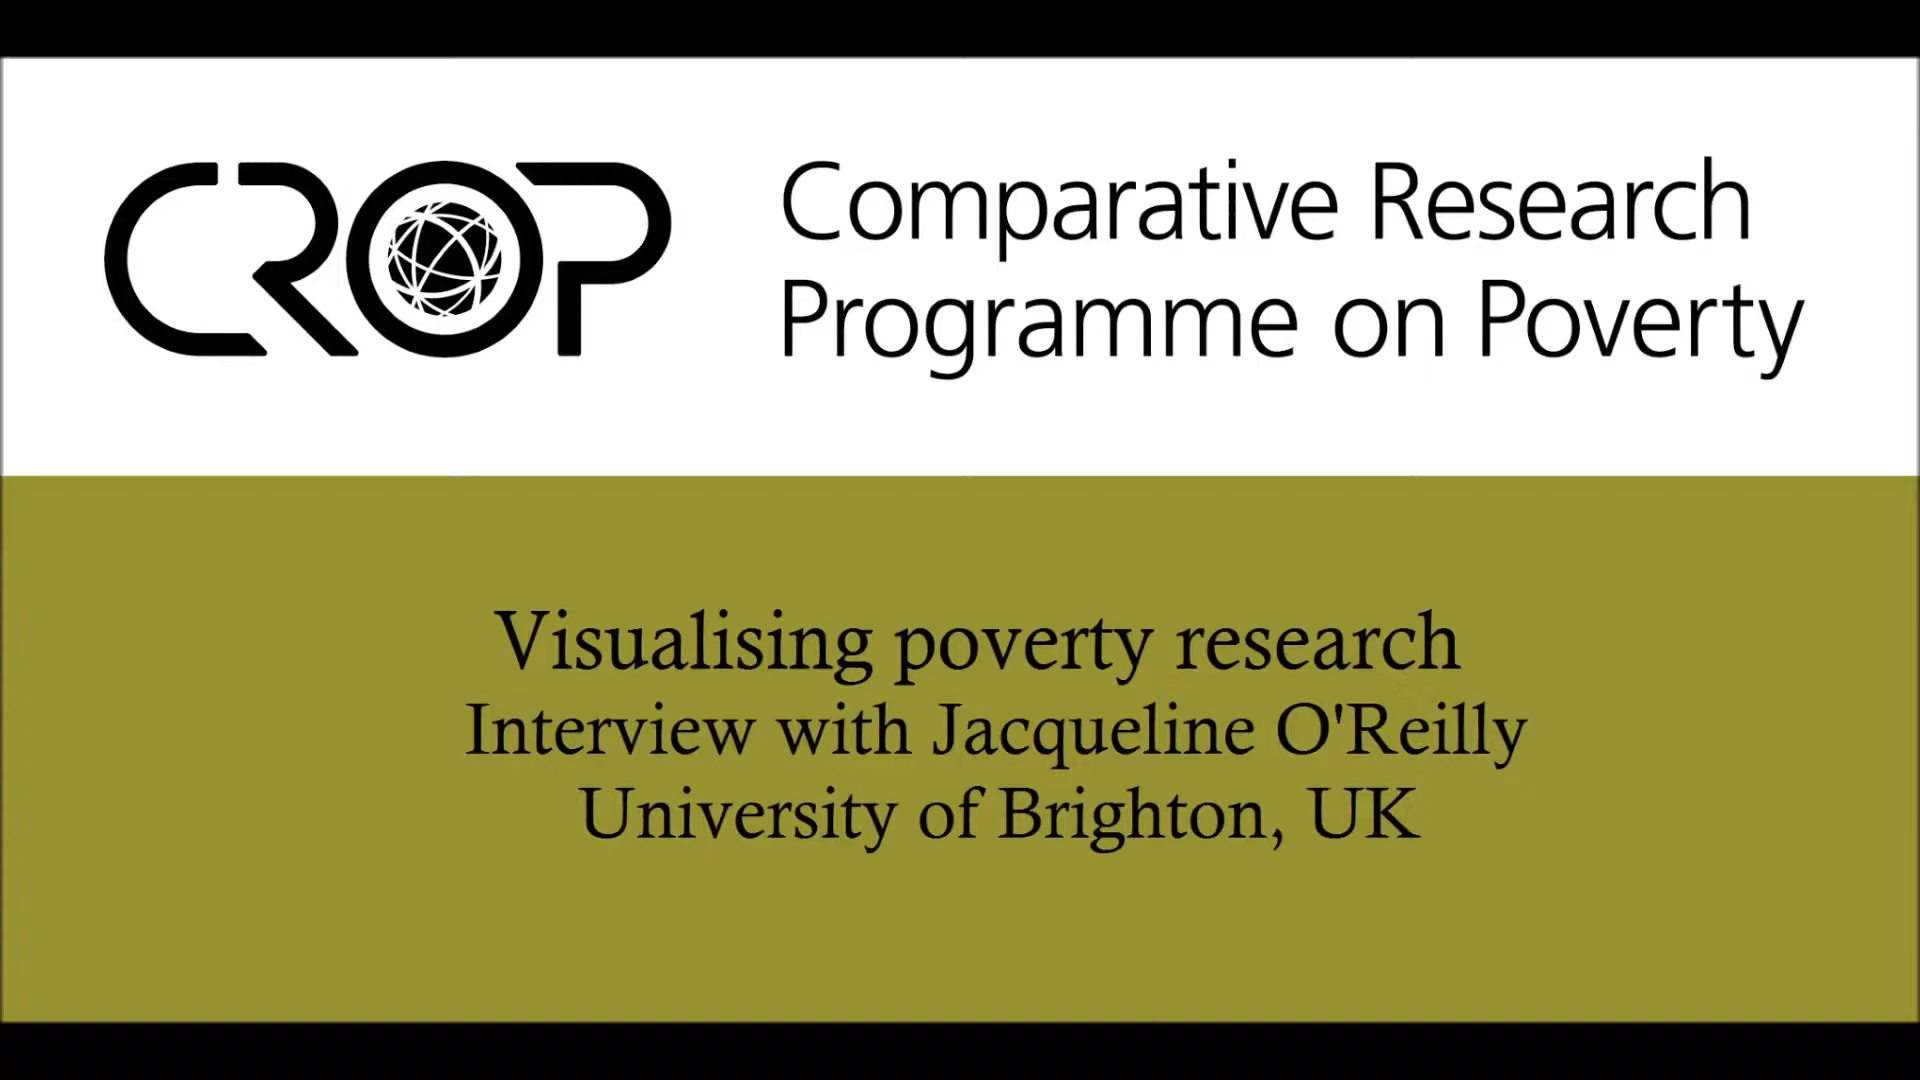 CROP
Comparative Research
Programme on Poverty
Visualising poverty research
Interview with Jacqueline O'Reilly
University of Brighton, UK